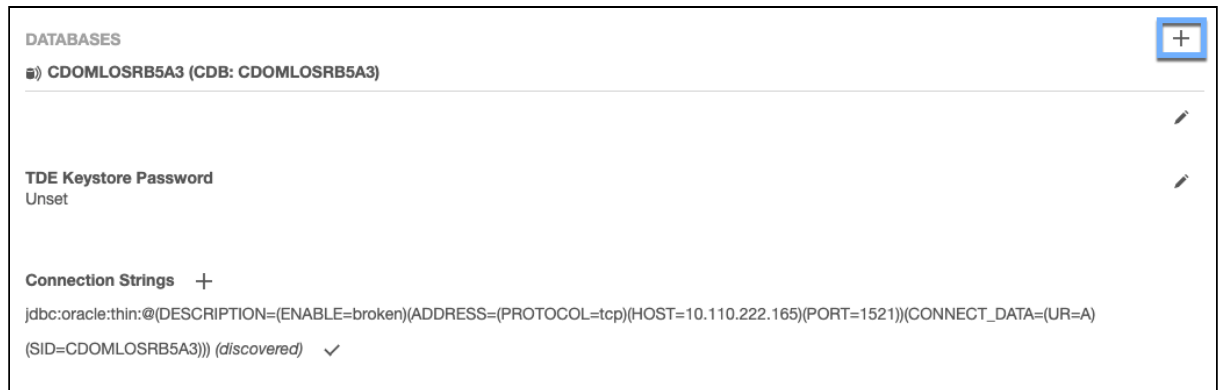 DATABASES
CDOMLOSRB5A3 (CDB: CDOMLOSRB5A3)
TDE Keystore Password
Unset
Connection Strings
jdbc:oracle:thin:@(DESCRIPTION=(ENABLE=broken)(ADDRESS=(PROTOCOL=tcp)(HOST=10.110.222.165)(PORT=1521))(CONNECT_DATA=(UR=A)
(SID=CDOMLOSRB5A3))) (discovered)